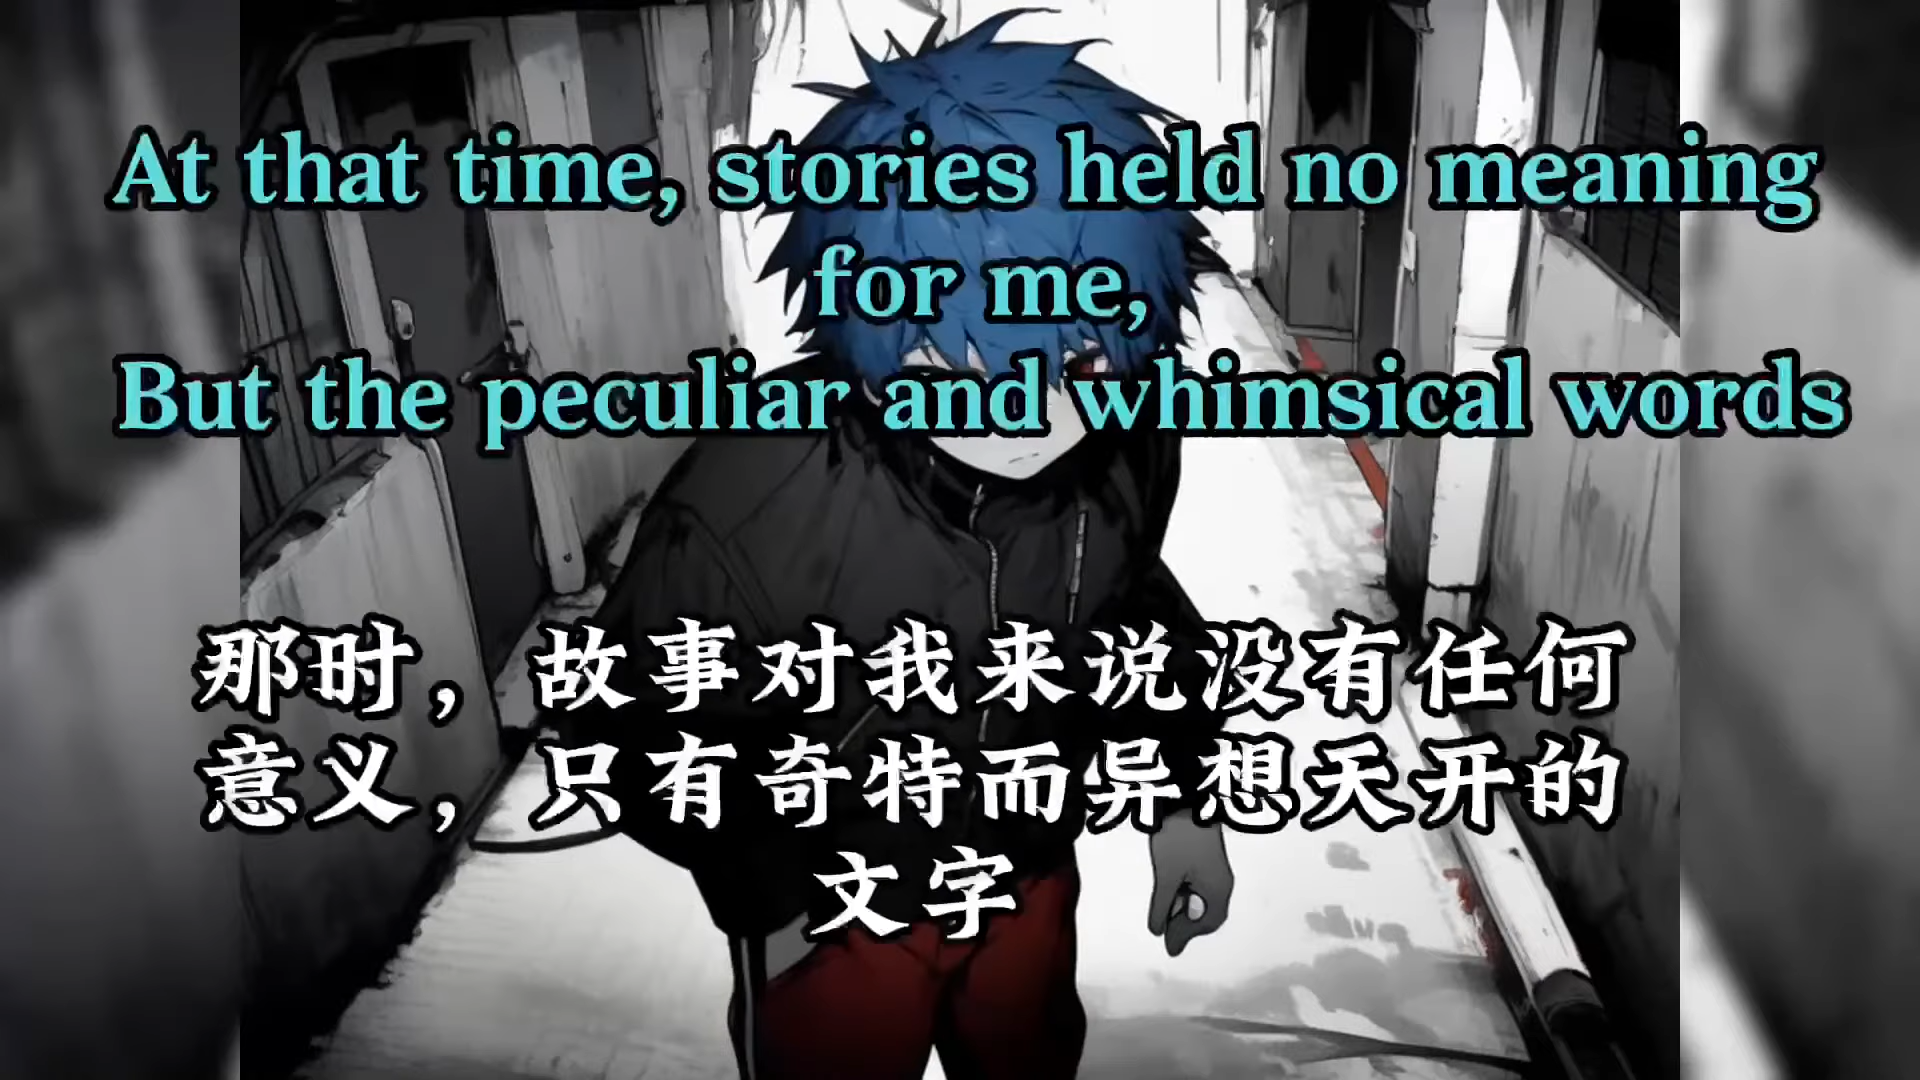 At that time, stories held no meaning
for me,
But the peculiar and whimsical words
那时，故事对我来说没有任何
意义，只有奇特而异想天开的
文字